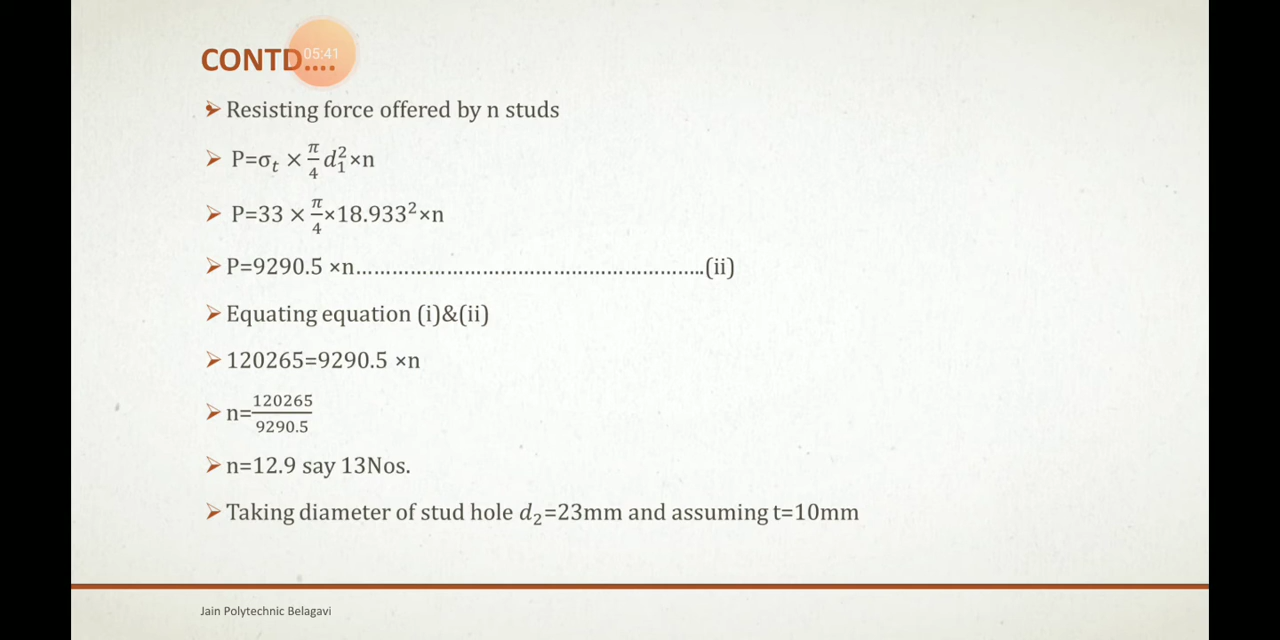 CONTD....
05:41
Resisting force offered by n studs
P=σₜ × π/4 d₁²×n
P=33 × π/4×18.933²×n
P=9290.5 ×n……………………………………………………..(ii)
Equating equation (i)&(ii)
120265=9290.5 ×n
n=120265/9290.5
n=12.9 say 13Nos.
Taking diameter of stud hole d₂=23mm and assuming t=10mm
Jain Polytechnic Belagavi